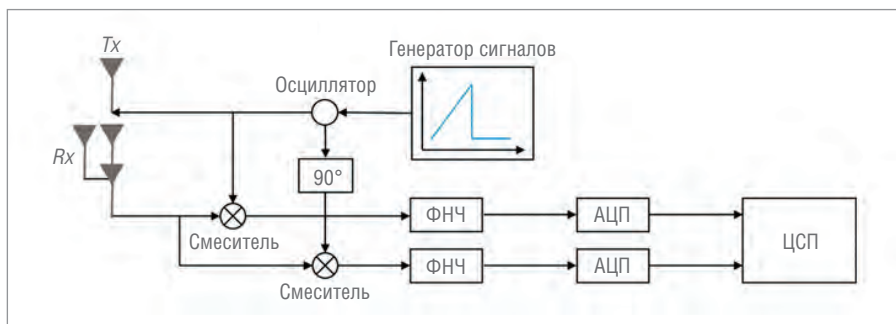 Tx
Генератор сигналов
Осциллятор
Rx
90°
ФНЧ
АЦП
ЦСП
Смеситель
ФНЧ
АЦП
Смеситель